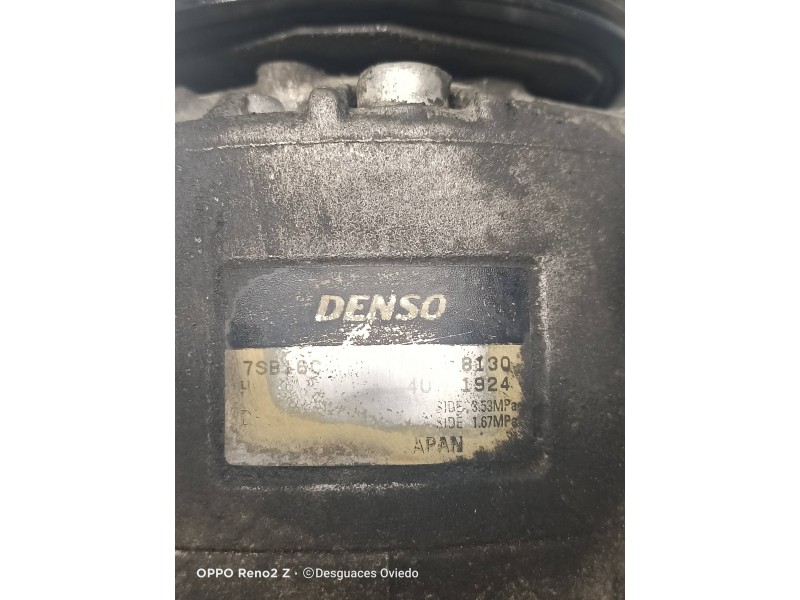 DENSO
7SB16C 8130
H 4U 1924
SIDE 3.53MPa
SIDE 1.67MPa
APAN
OPPO Reno2 Z · ©Desguaces Oviedo